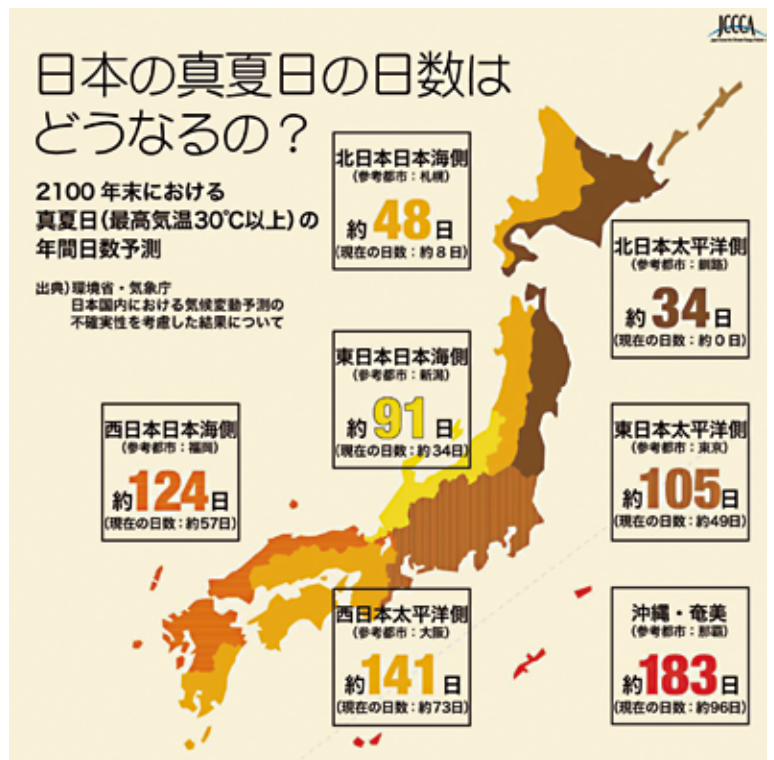 JCCCA
日本の真夏日の日数は
どうなるの？
2100年末における
真夏日（最高気温30℃以上）の
年間日数予測
出典）環境省・気象庁
日本国内における気候変動予測の
不確実性を考慮した結果について
北日本日本海側
（参考都市：札幌）
約48日
（現在の日数：約8日）
北日本太平洋側
（参考都市：釧路）
約34日
（現在の日数：約0日）
東日本日本海側
（参考都市：新潟）
約91日
（現在の日数：約34日）
西日本日本海側
（参考都市：福岡）
約124日
（現在の日数：約57日）
東日本太平洋側
（参考都市：東京）
約105日
（現在の日数：約49日）
西日本太平洋側
（参考都市：大阪）
約141日
（現在の日数：約73日）
沖縄・奄美
（参考都市：那覇）
約183日
（現在の日数：約96日）